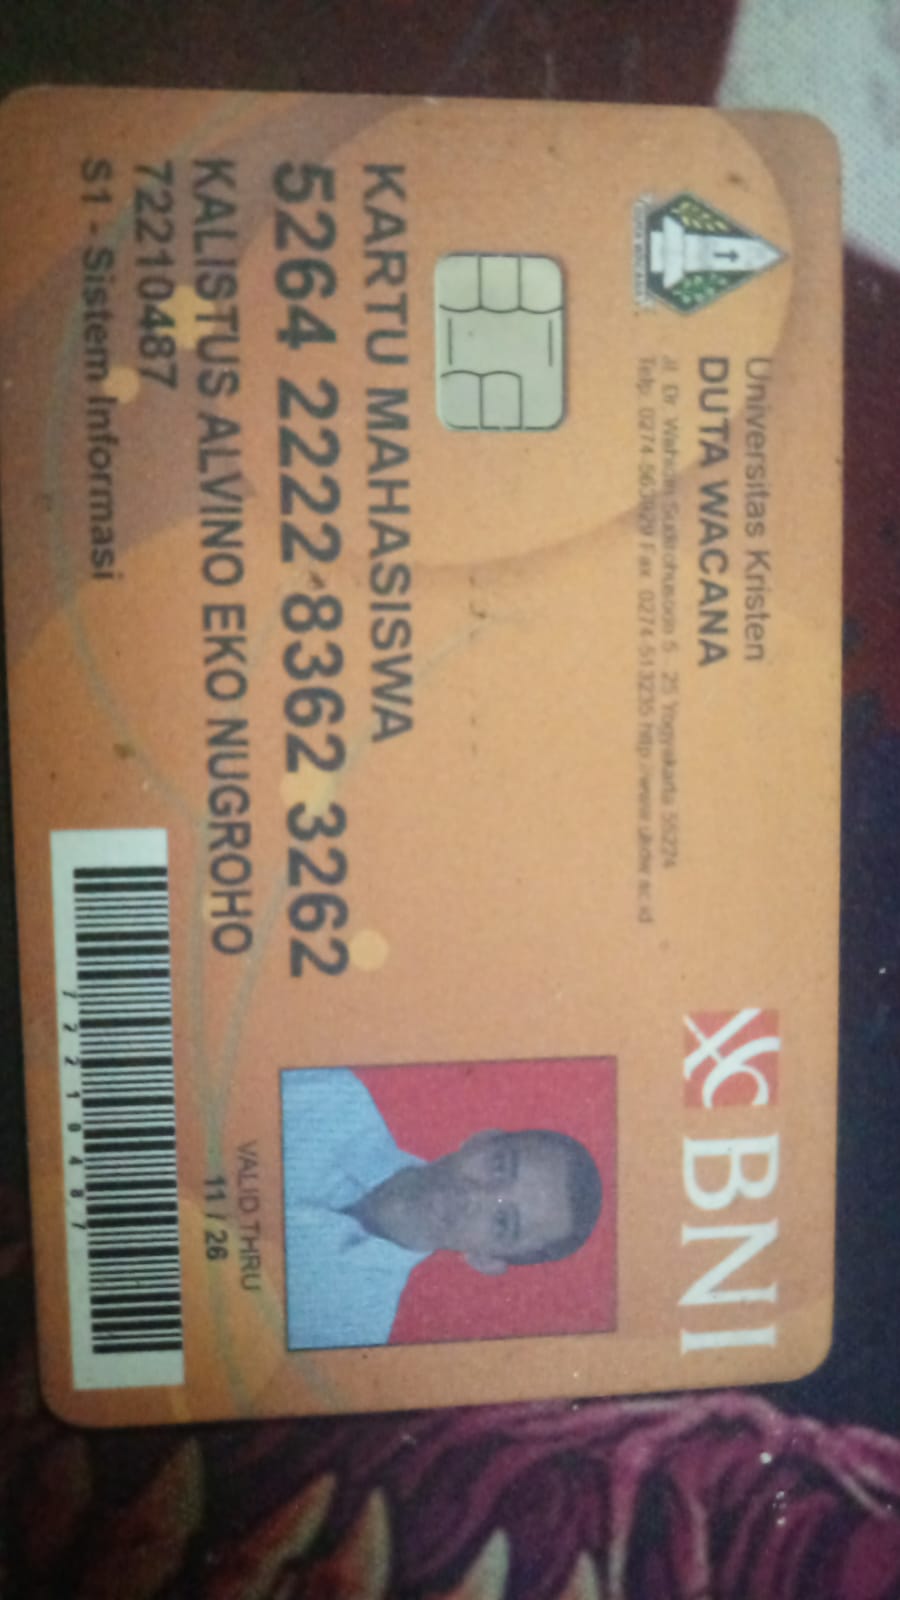 Universitas Kristen
DUTA WACANA
Jl. Dr. Wahidin Sudirohusodo 5 - 25 Yogyakarta 55224
Telp. 0274-563929 Fax. 0274-513235 http://www.ukdw.ac.id
BNI
KARTU MAHASISWA
5264 2222 8362 3262
KALISTUS ALVINO EKO NUGROHO
72210487
S1 - Sistem Informasi
VALID THRU
11 / 26
72210487